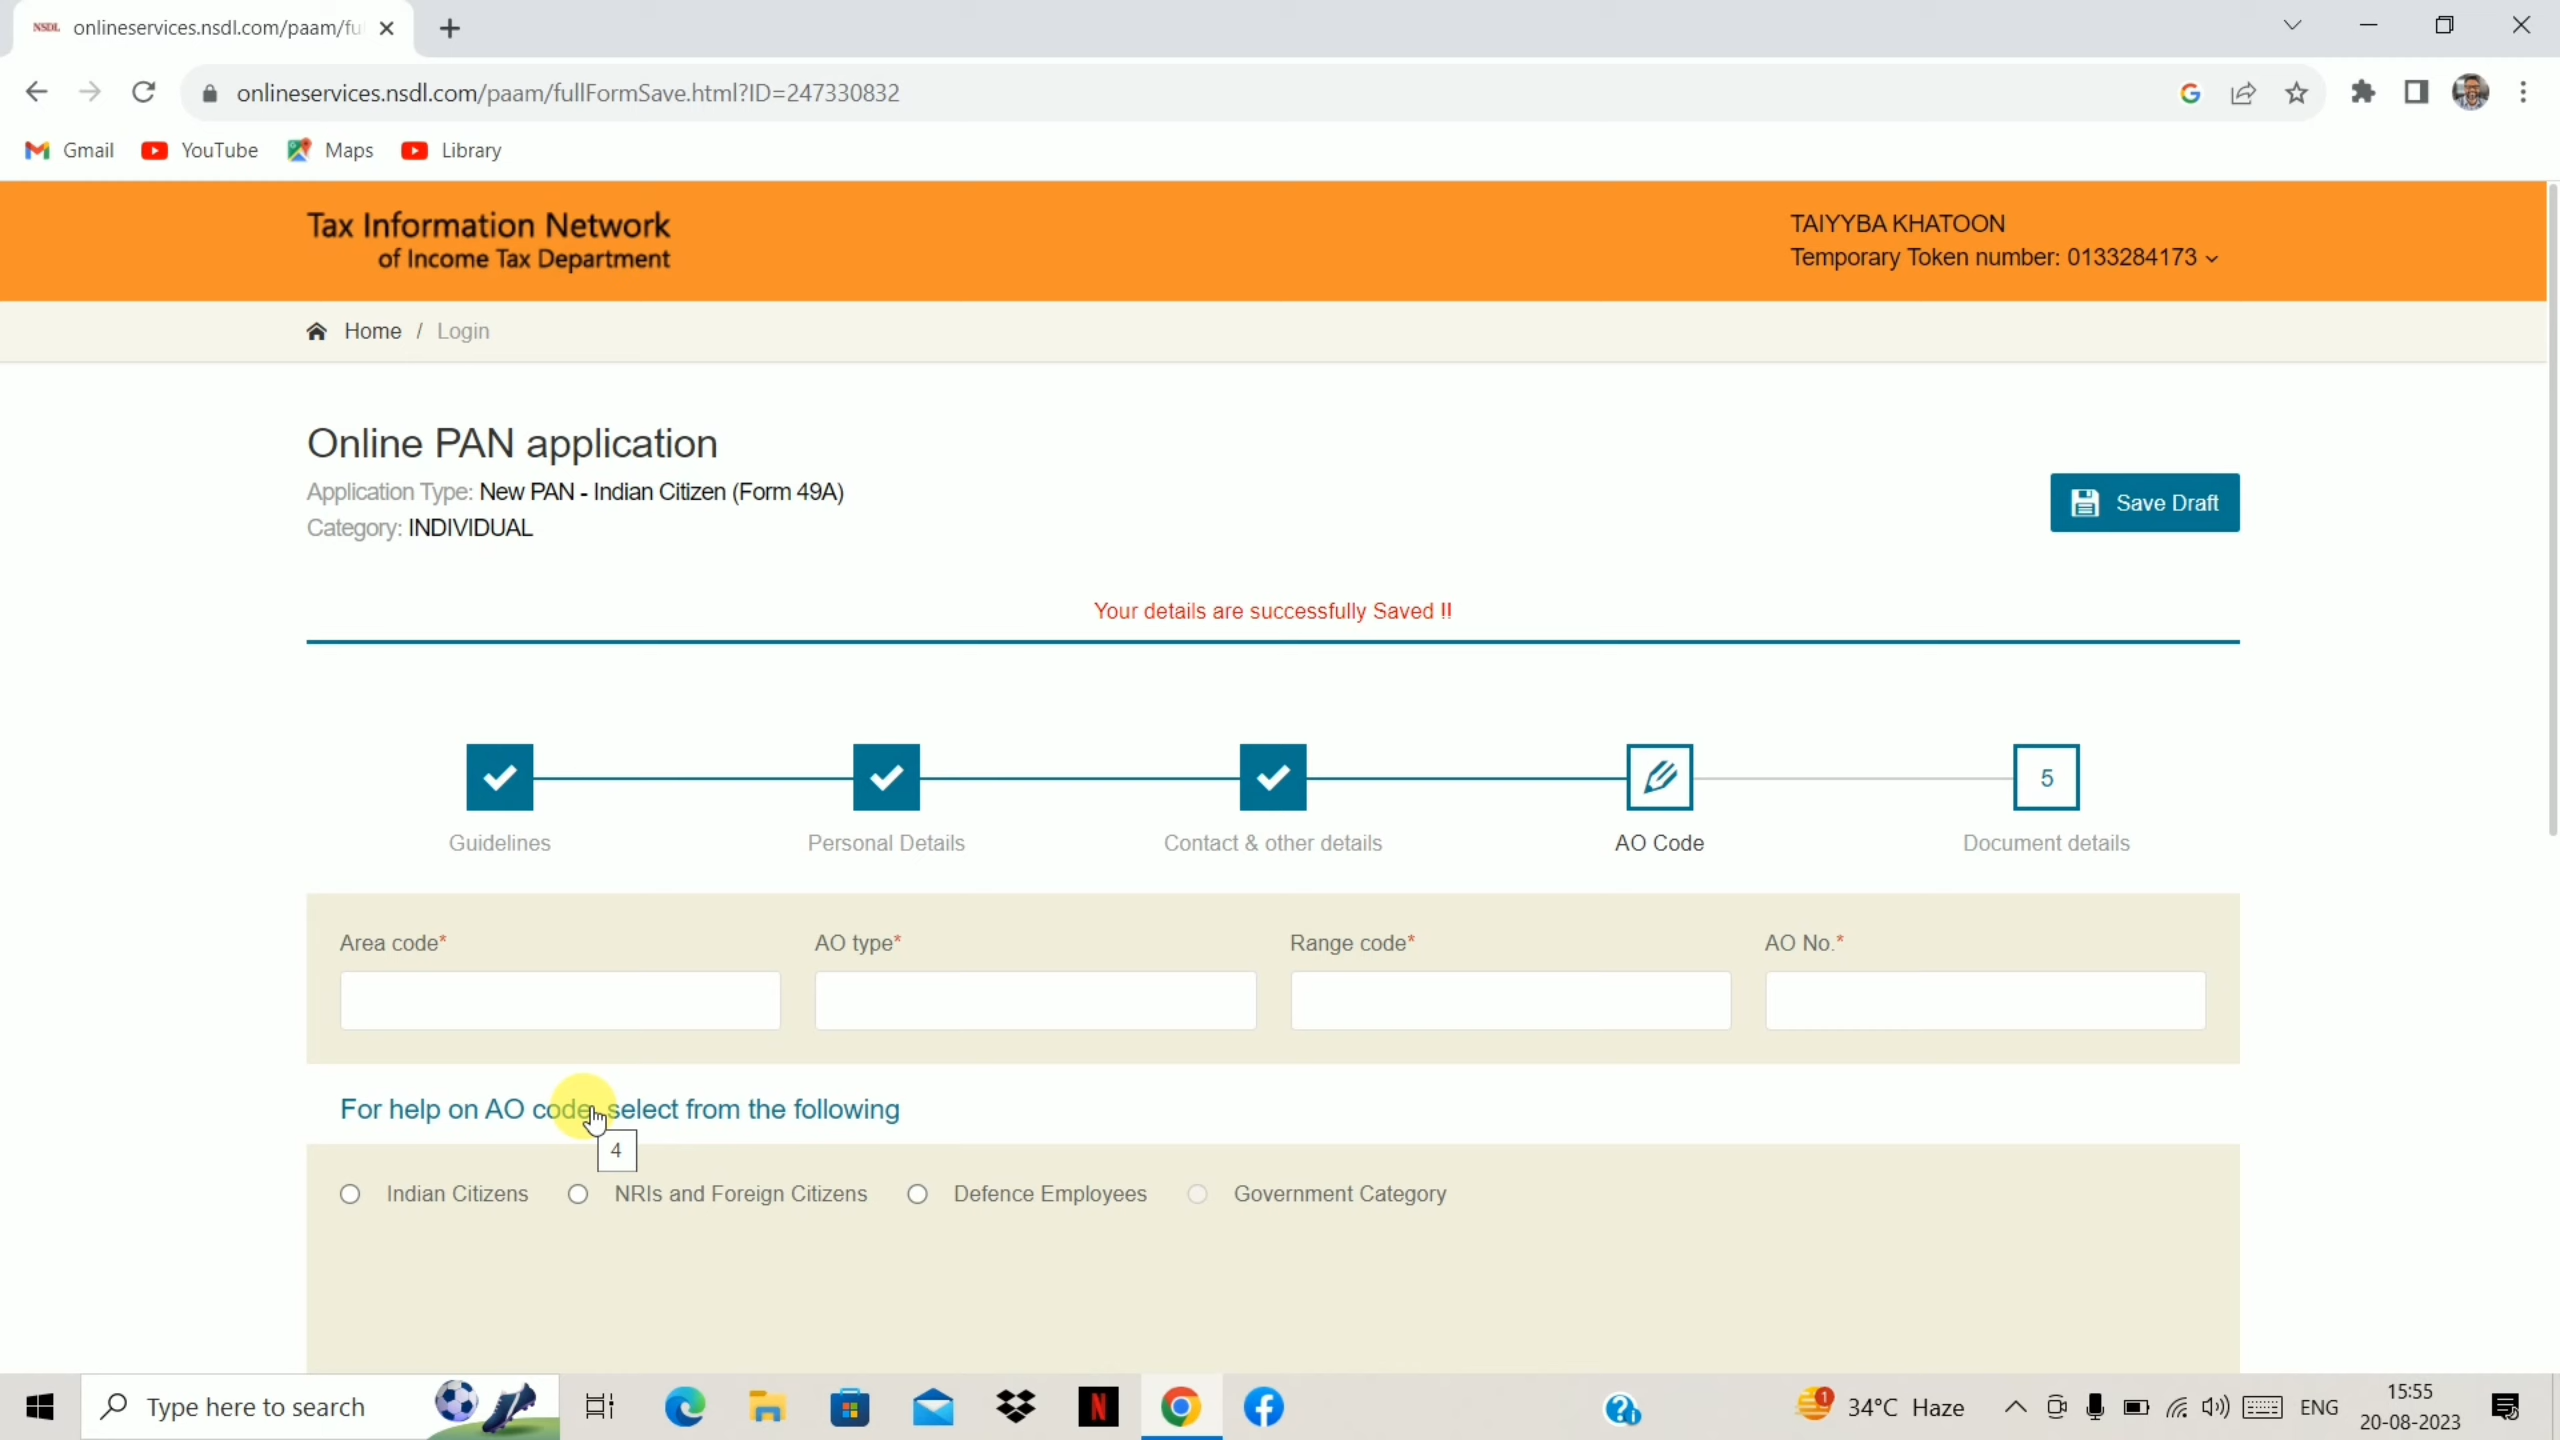 NSDL onlineservices.nsdl.com/paam/fu
onlineservices.nsdl.com/paam/fullFormSave.html?ID=247330832
Gmail YouTube Maps Library
Tax Information Network
of Income Tax Department
TAIYYBA KHATOON
Temporary Token number: 0133284173
Home / Login
Online PAN application
Application Type: New PAN - Indian Citizen (Form 49A)
Category: INDIVIDUAL
Save Draft
Your details are successfully Saved !!
5
Guidelines Personal Details Contact & other details AO Code Document details
Area code* AO type* Range code* AO No.*
For help on AO code, select from the following
4
Indian Citizens NRIs and Foreign Citizens Defence Employees Government Category
Type here to search
N
1
34°C Haze
ENG
15:55
20-08-2023